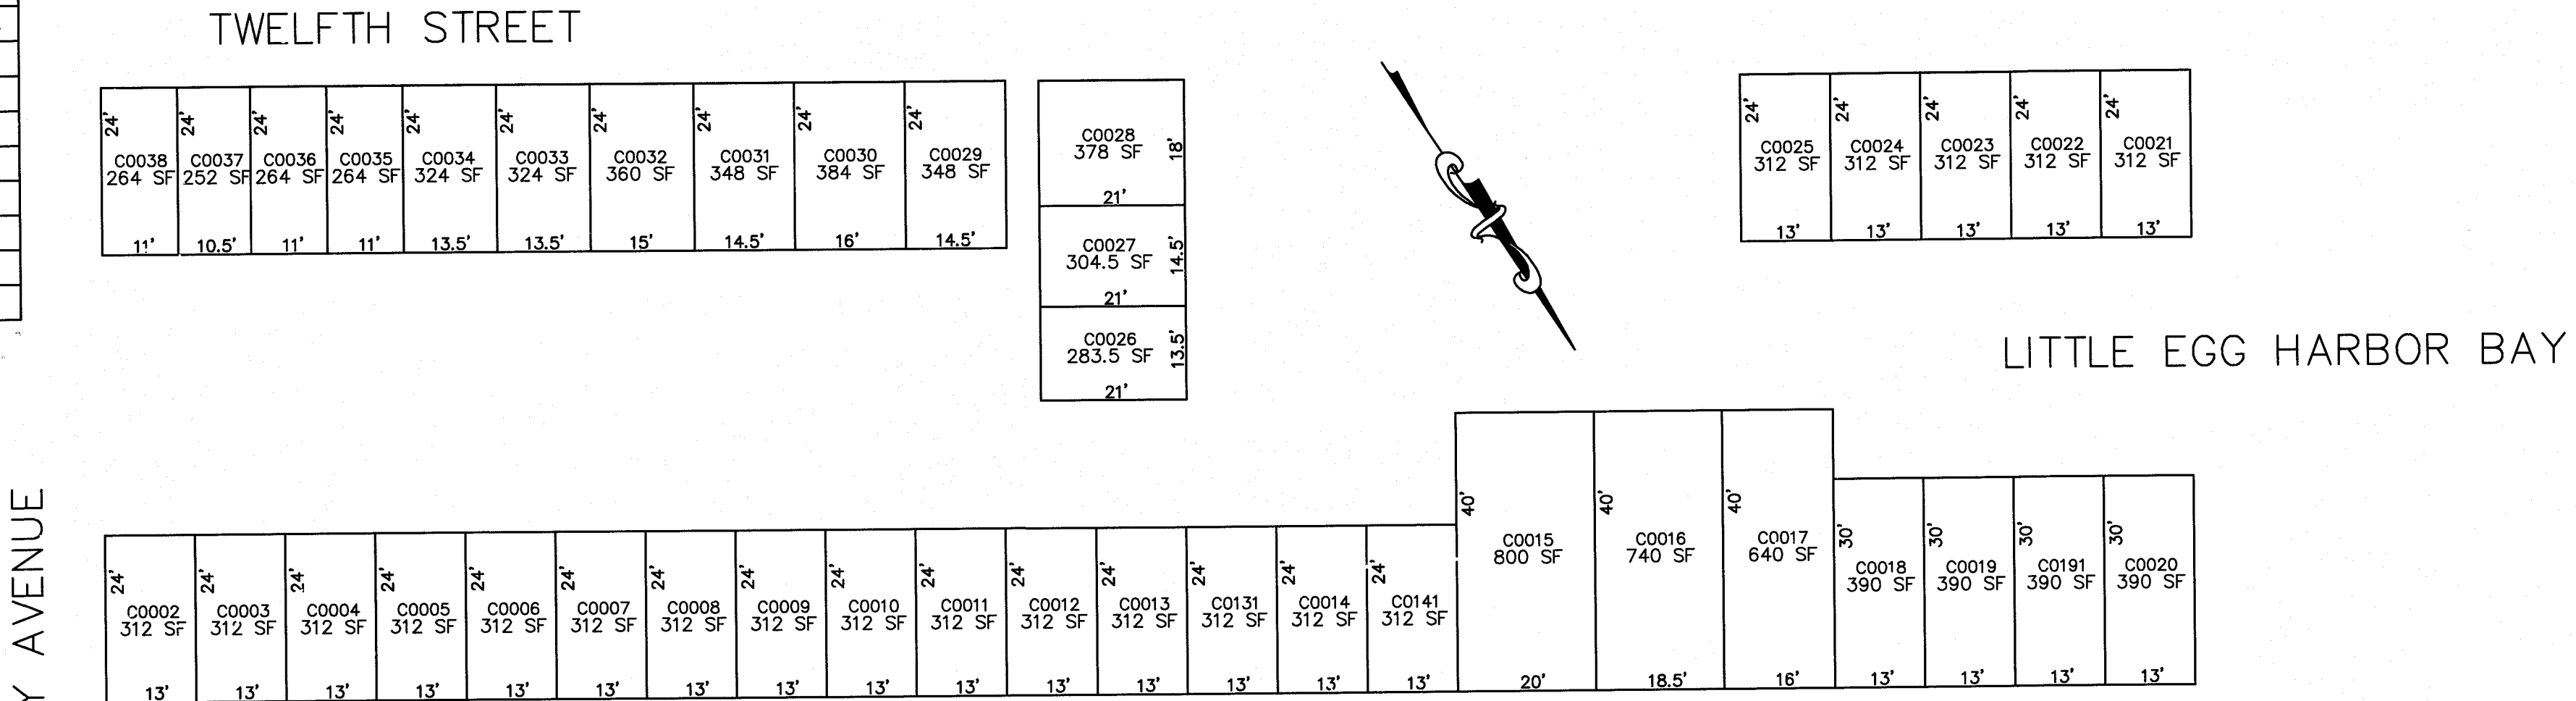 TWELFTH STREET
24' 24' 24' 24' 24' 24' 24' 24' 24' 24'
C0038 C0037 C0036 C0035 C0034 C0033 C0032 C0031 C0030 C0029
264 SF 252 SF 264 SF 264 SF 324 SF 324 SF 360 SF 348 SF 384 SF 348 SF
11' 10.5' 11' 11' 13.5' 13.5' 15' 14.5' 16' 14.5'
C0028
378 SF
18'
21'
C0027
304.5 SF
14.5'
21'
C0026
283.5 SF
13.5'
21'
24' 24' 24' 24' 24'
C0025 C0024 C0023 C0022 C0021
312 SF 312 SF 312 SF 312 SF 312 SF
13' 13' 13' 13' 13'
LITTLE EGG HARBOR BAY
Y AVENUE
24' 24' 24' 24' 24' 24' 24' 24' 24' 24' 24' 24' 24' 24' 24'
C0002 C0003 C0004 C0005 C0006 C0007 C0008 C0009 C0010 C0011 C0012 C0013 C0131 C0014 C0141
312 SF 312 SF 312 SF 312 SF 312 SF 312 SF 312 SF 312 SF 312 SF 312 SF 312 SF 312 SF 312 SF 312 SF 312 SF
13' 13' 13' 13' 13' 13' 13' 13' 13' 13' 13' 13' 13' 13' 13'
40' 40' 40'
C0015 C0016 C0017
800 SF 740 SF 640 SF
20' 18.5' 16'
30' 30' 30' 30'
C0018 C0019 C0191 C0020
390 SF 390 SF 390 SF 390 SF
13' 13' 13' 13'